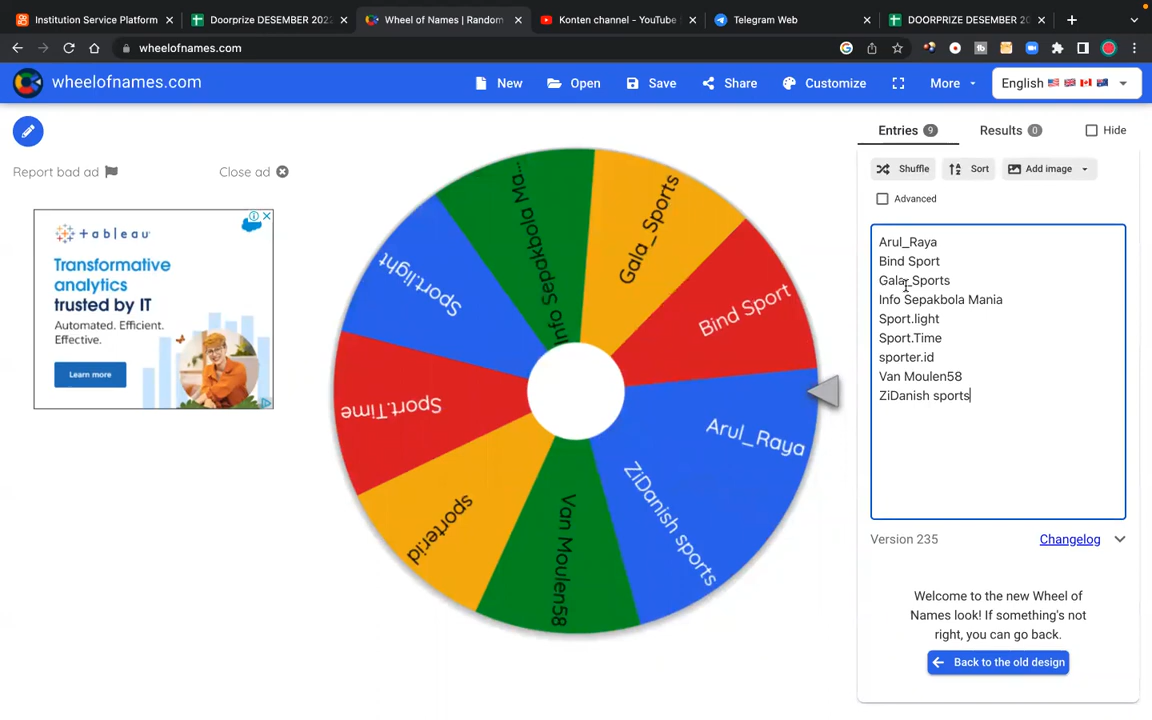 Institution Service Platform
Doorprize DESEMBER 2022
Wheel of Names | Random
Konten channel - YouTube
Telegram Web
DOORPRIZE DESEMBER 20
wheelofnames.com
wheelofnames.com
New
Open
Save
Share
Customize
More
English
Entries 9
Results 0
Hide
Report bad ad
Close ad
Shuffle
Sort
Add image
Advanced
+ a b l e a u
Transformative
analytics
trusted by IT
Automated. Efficient.
Effective.
Learn more
Info Sepakbola Ma...
Gala_Sports
Bind Sport
Arul_Raya
ZiDanish sports
Van Moulen58
sporter.id
Sport.Time
Sport.light
Arul_Raya
Bind Sport
Gala_Sports
Info Sepakbola Mania
Sport.light
Sport.Time
sporter.id
Van Moulen58
ZiDanish sports
Version 235
Changelog
Welcome to the new Wheel of
Names look! If something's not
right, you can go back.
Back to the old design